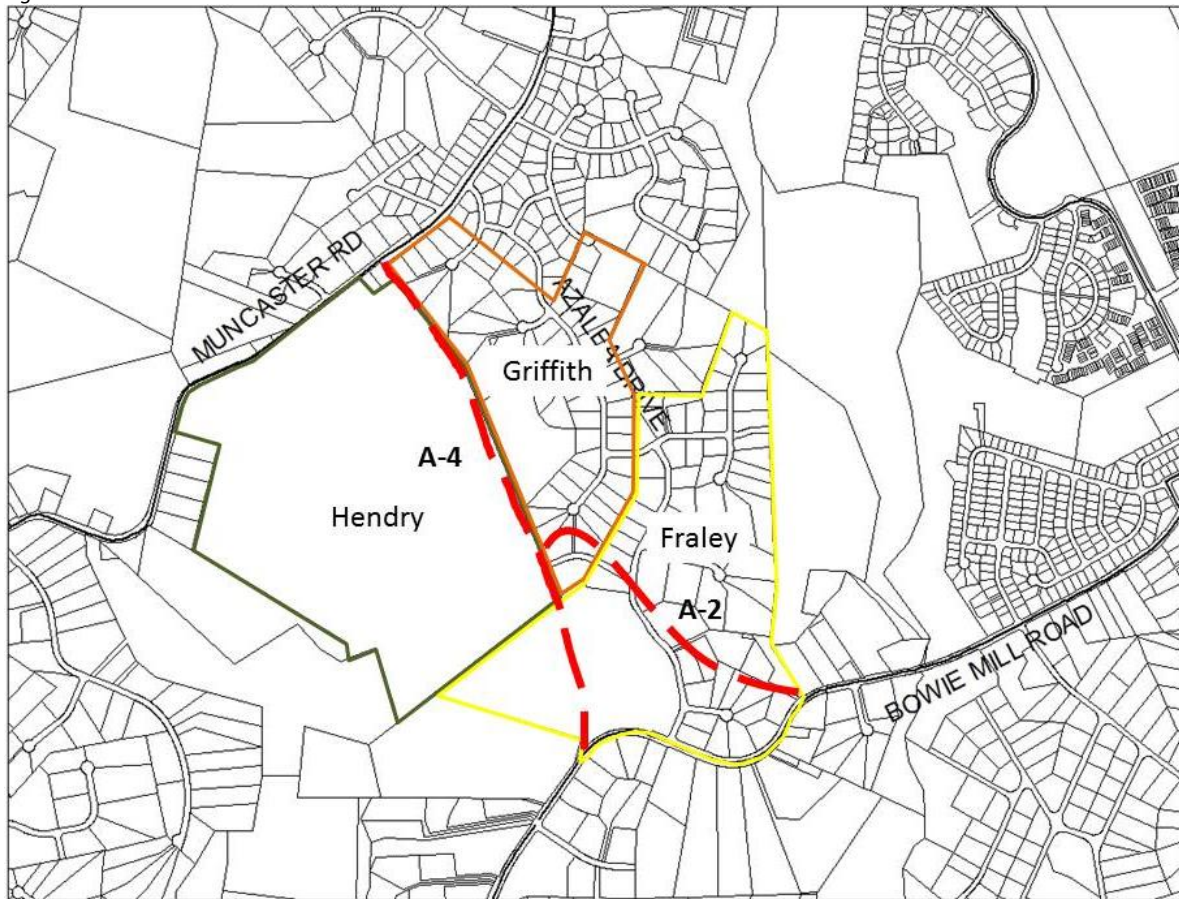 MUNCASTER RD
AZALEA DRIVE
Griffith
A-4
Hendry
Fraley
A-2
BOWIE MILL ROAD